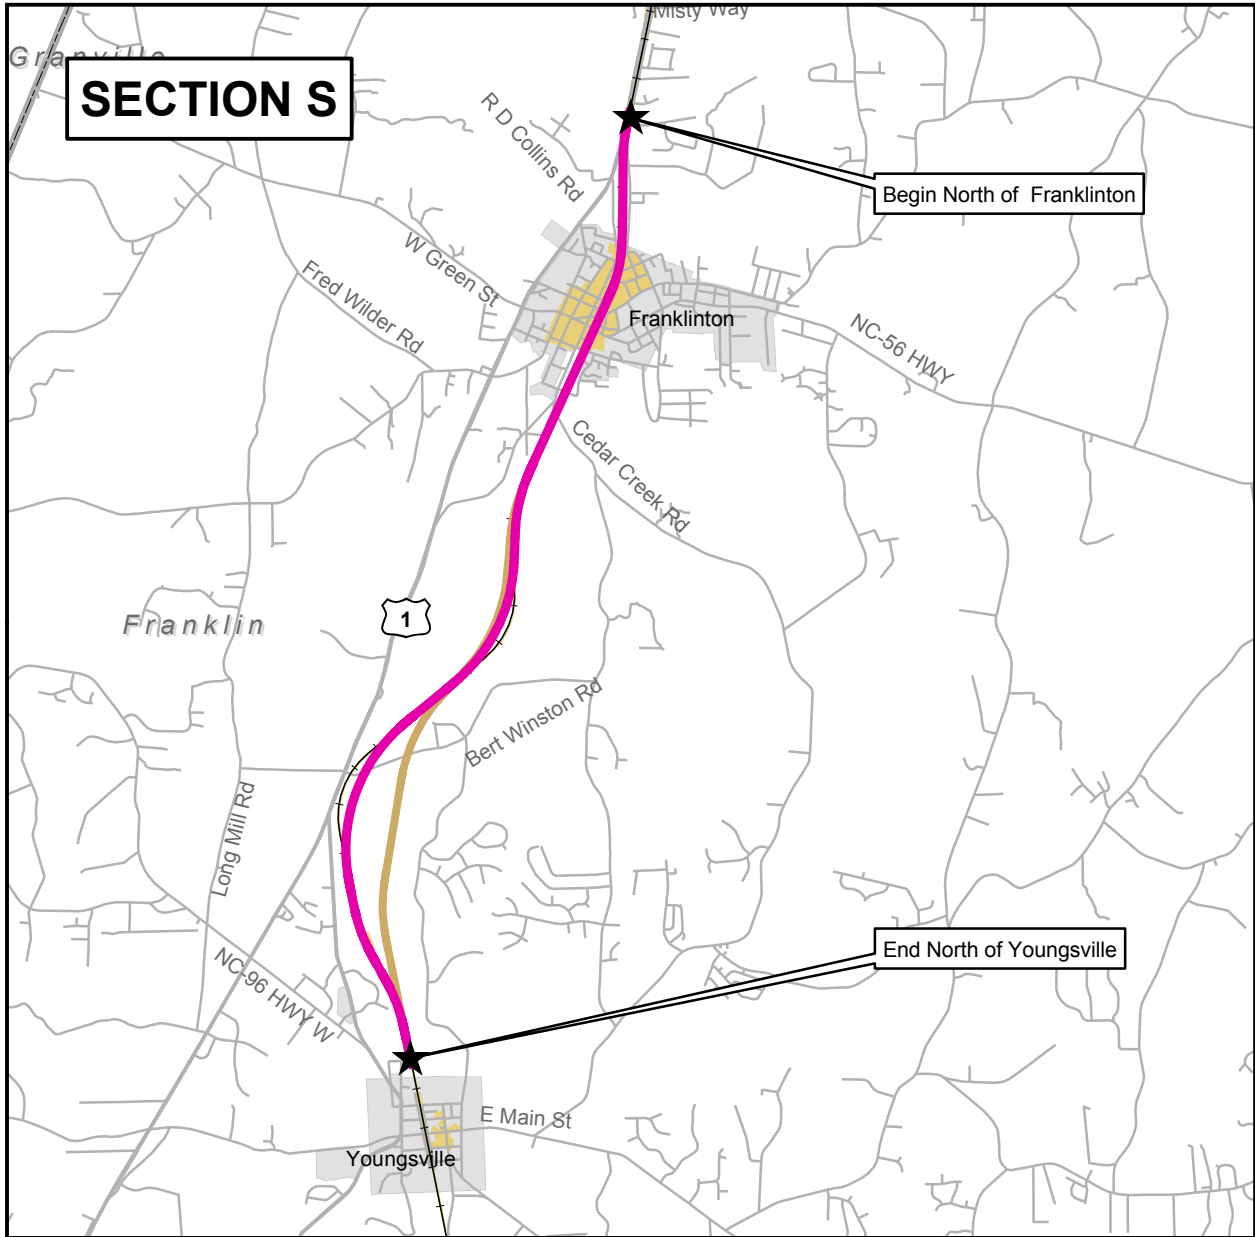 Misty Way
Granville
SECTION S
R D Collins Rd
Begin North of Franklinton
W Green St
Fred Wilder Rd
Franklinton
NC-56 HWY
Cedar Creek Rd
Franklin
1
Bert Winston Rd
Long Mill Rd
End North of Youngsville
NC-96 HWY W
E Main St
Youngsville